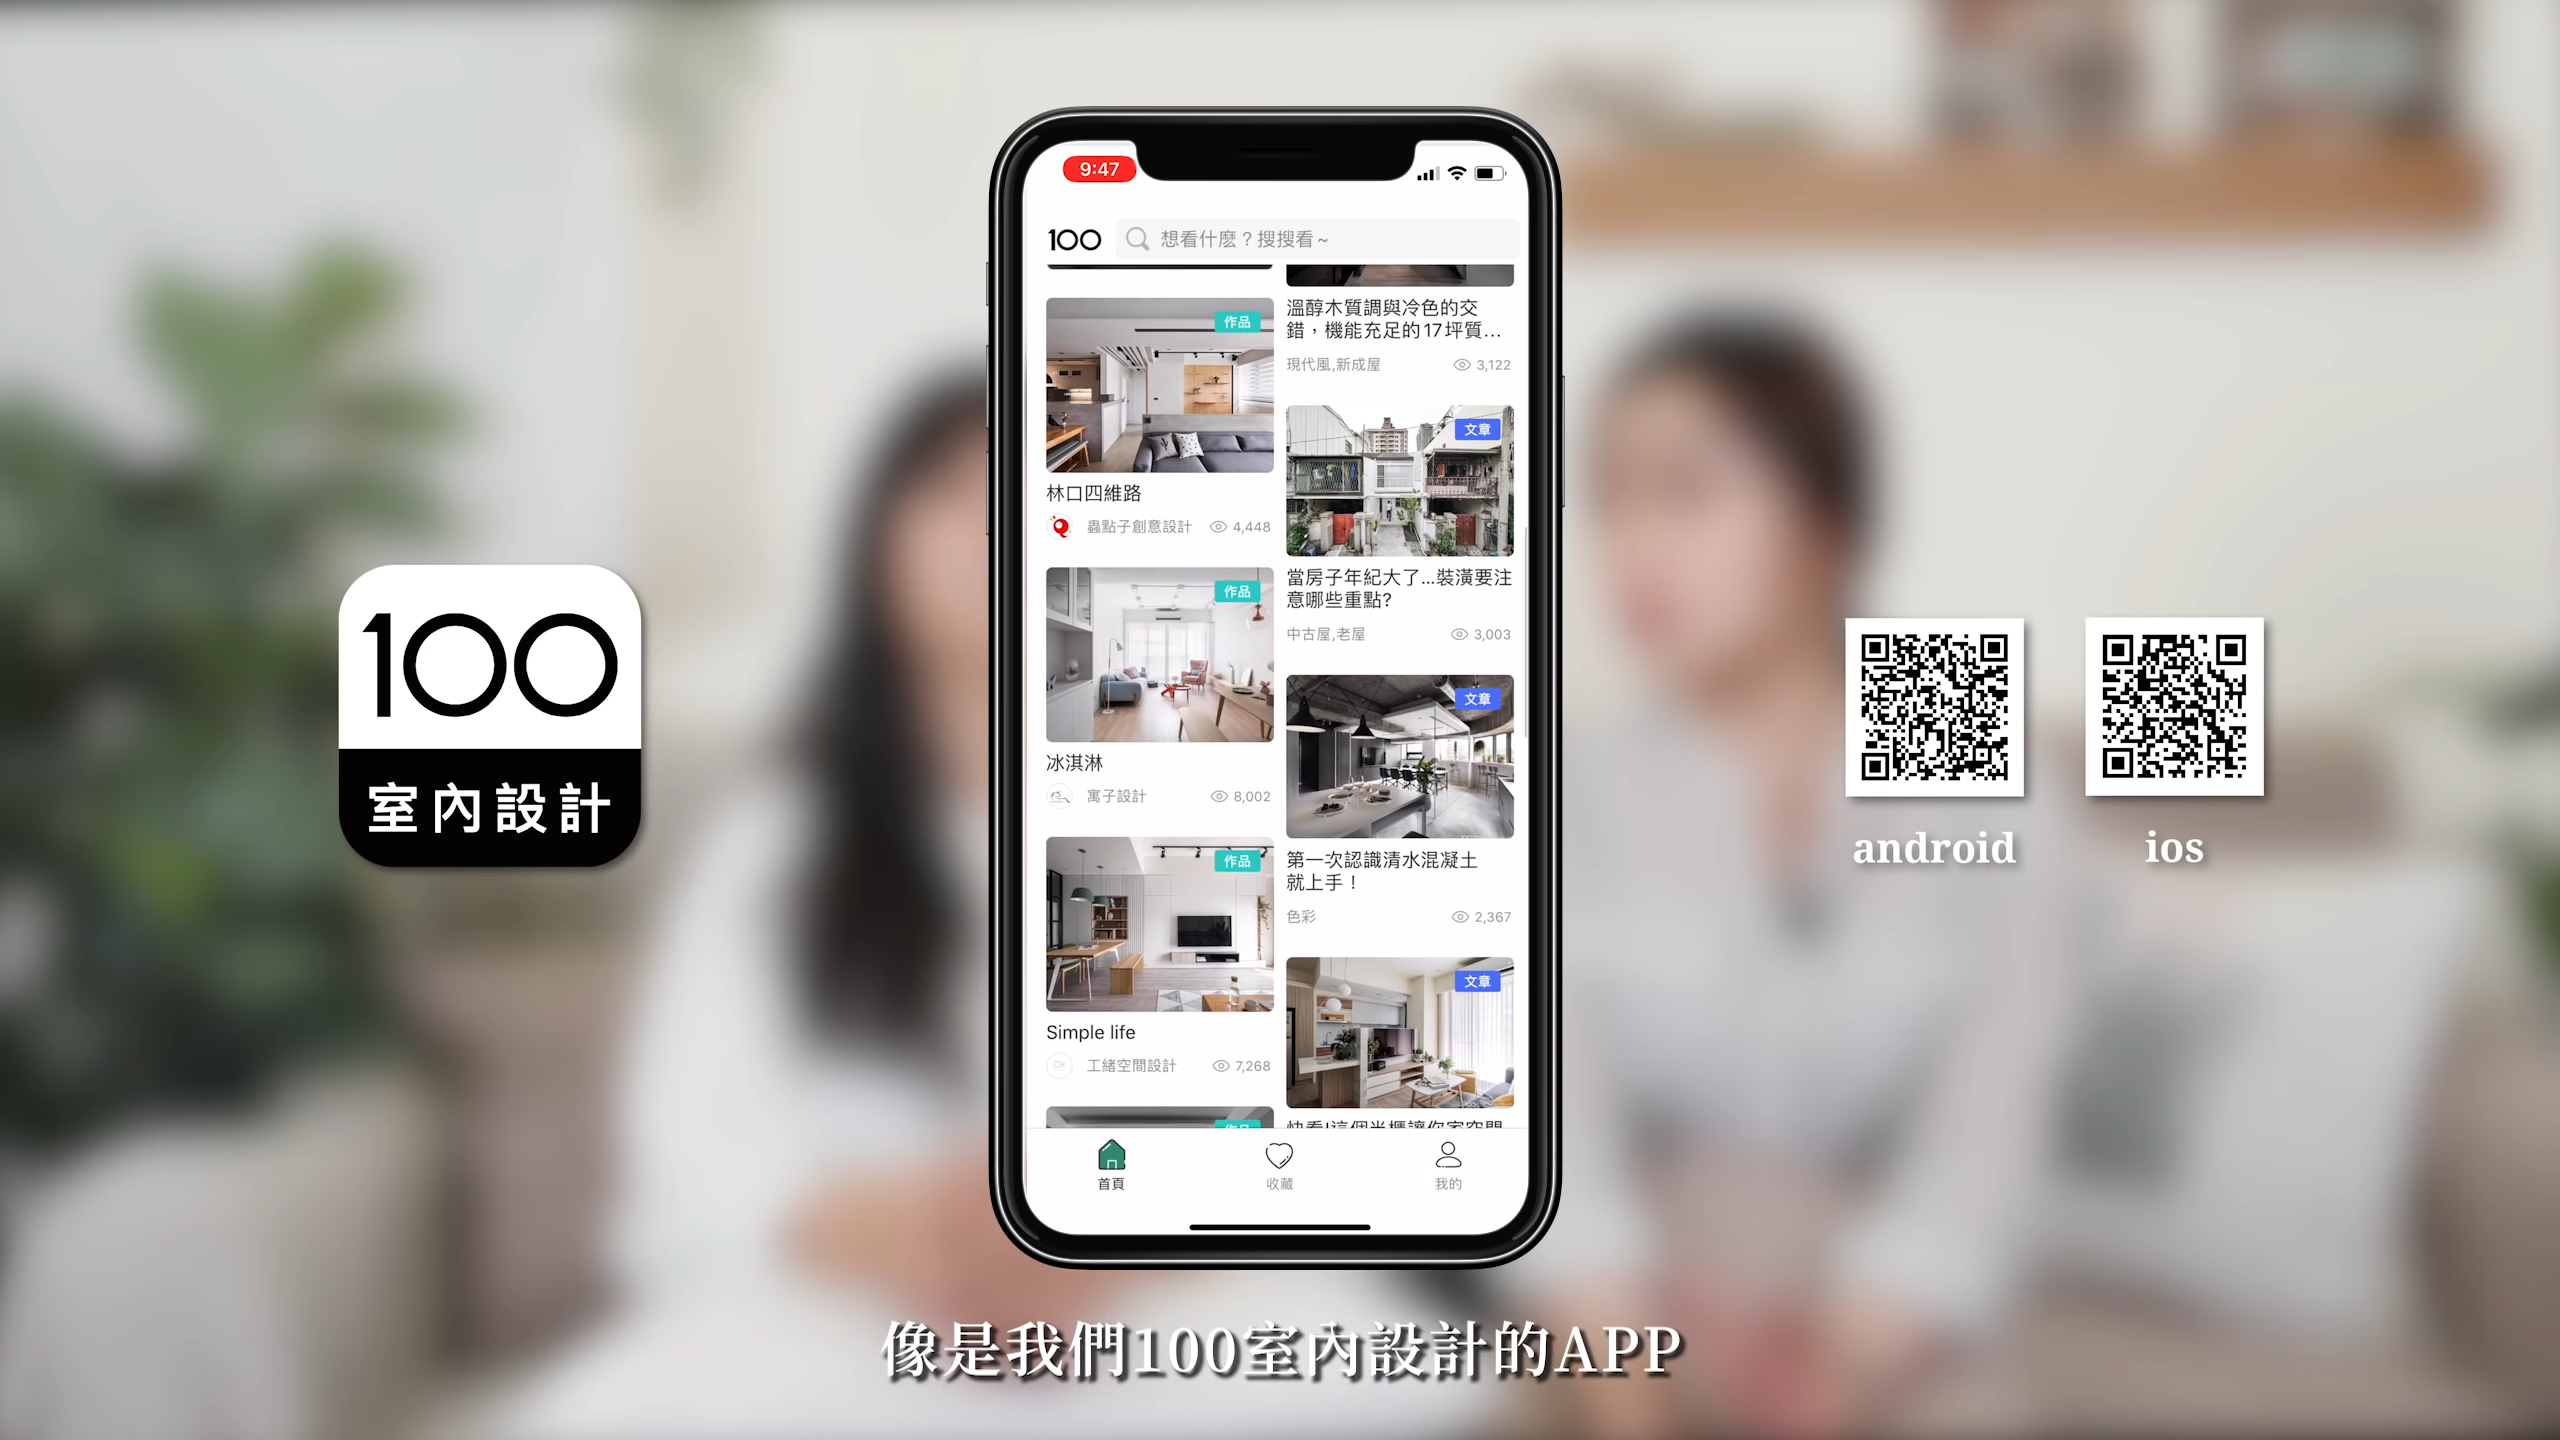 100
室內設計
9:47
100 想看什麼？搜搜看~
作品
林口四維路
蟲點子創意設計 4,448
作品
冰淇淋
寓子設計 8,002
作品
Simple life
工緒空間設計 7,268
作品
溫醇木質調與冷色的交
錯，機能充足的17坪質...
現代風,新成屋 3,122
文章
當房子年紀大了...裝潢要注
意哪些重點?
中古屋,老屋 3,003
文章
第一次認識清水混凝土
就上手！
色彩 2,367
文章
首頁 收藏 我的
android
ios
像是我們100室內設計的APP